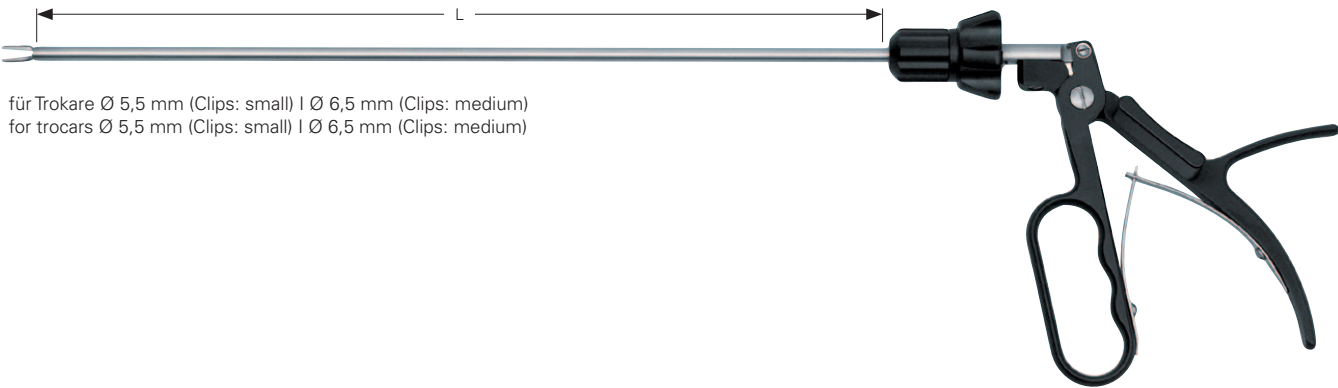 L
für Trokare Ø 5,5 mm (Clips: small) I Ø 6,5 mm (Clips: medium)
for trocars Ø 5,5 mm (Clips: small) I Ø 6,5 mm (Clips: medium)